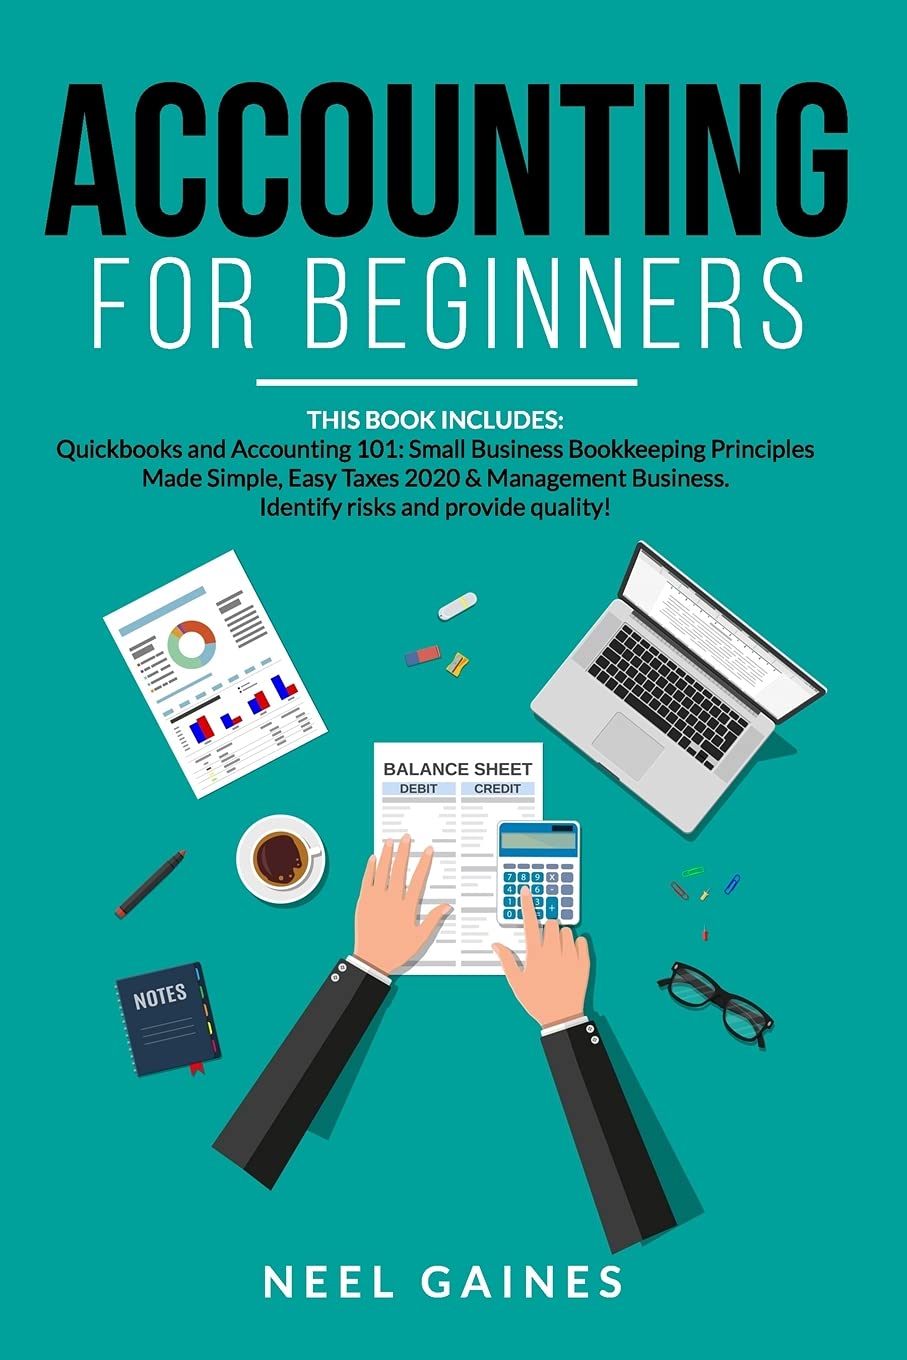 ACCOUNTING
FOR BEGINNERS
THIS BOOK INCLUDES:
Quickbooks and Accounting 101: Small Business Bookkeeping Principles
Made Simple, Easy Taxes 2020 & Management Business.
Identify risks and provide quality!
BALANCE SHEET
DEBIT CREDIT
7 8 9 X
4 5 6 -
1 3
0 =
+
NOTES
NEEL GAINES